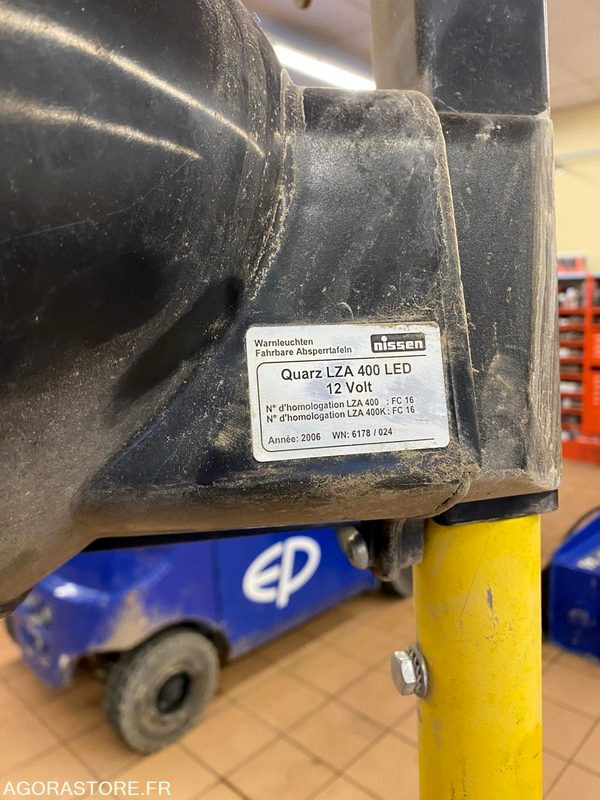 Warnleuchten
Fahrbare Absperrtafeln
nissen
Quarz LZA 400 LED
12 Volt
N° d'homologation LZA 400 : FC 16
N° d'homologation LZA 400K : FC 16
Année: 2006 WN: 6178 / 024
EP
AGORASTORE.FR